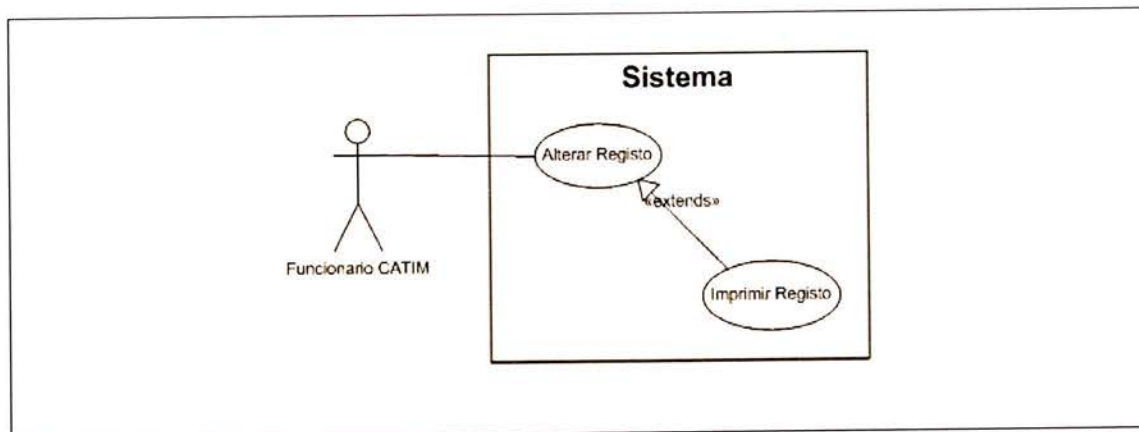 Sistema
Alterar Registo
«extends»
Funcionario CATIM
Imprimir Registo